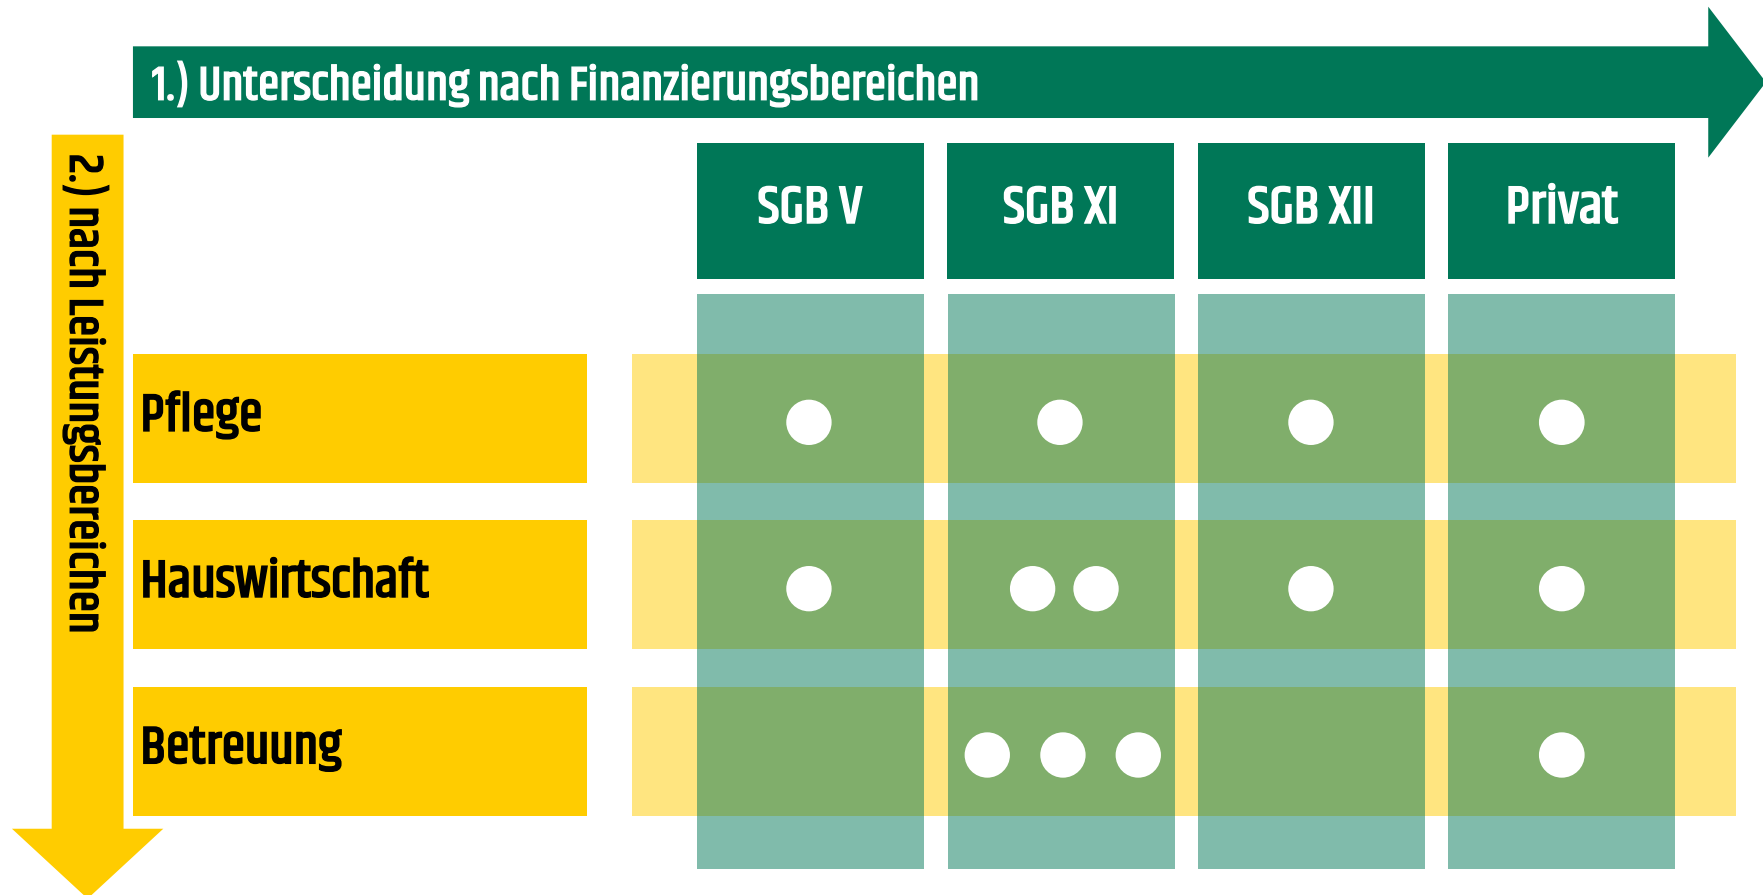 1.) Unterscheidung nach Finanzierungsbereichen
2.) nach Leistungsbereichen
SGB V
SGB XI
SGB XII
Privat
Pflege
Hauswirtschaft
Betreuung